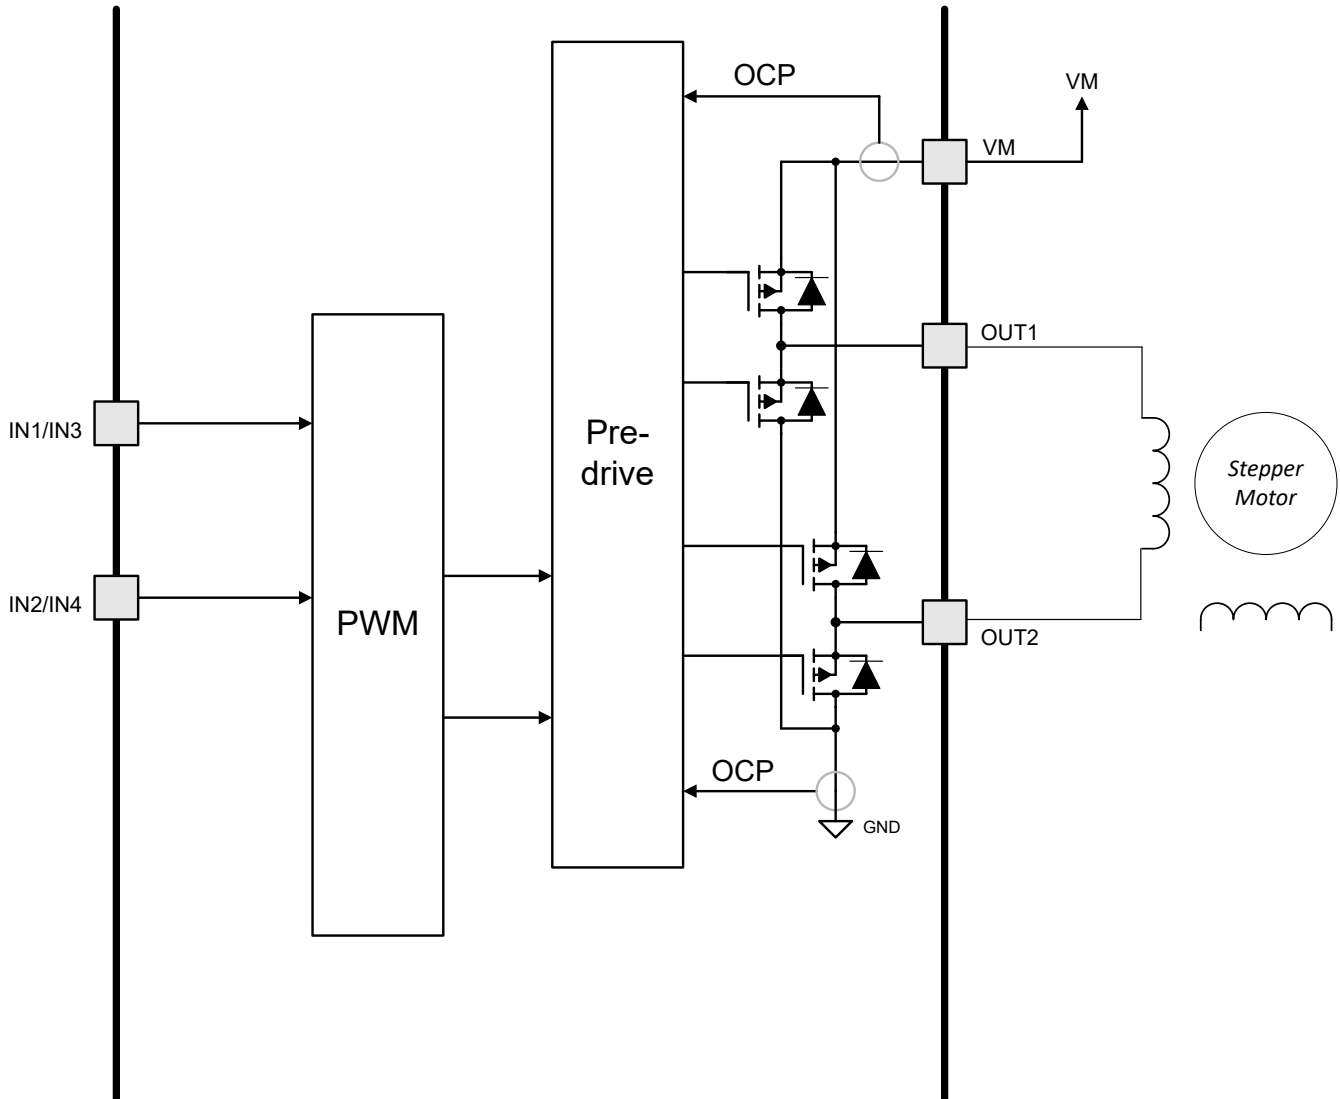 OCP
VM
VM
OUT1
IN1/IN3
Pre-
drive
Stepper
Motor
IN2/IN4
PWM
OUT2
OCP
GND